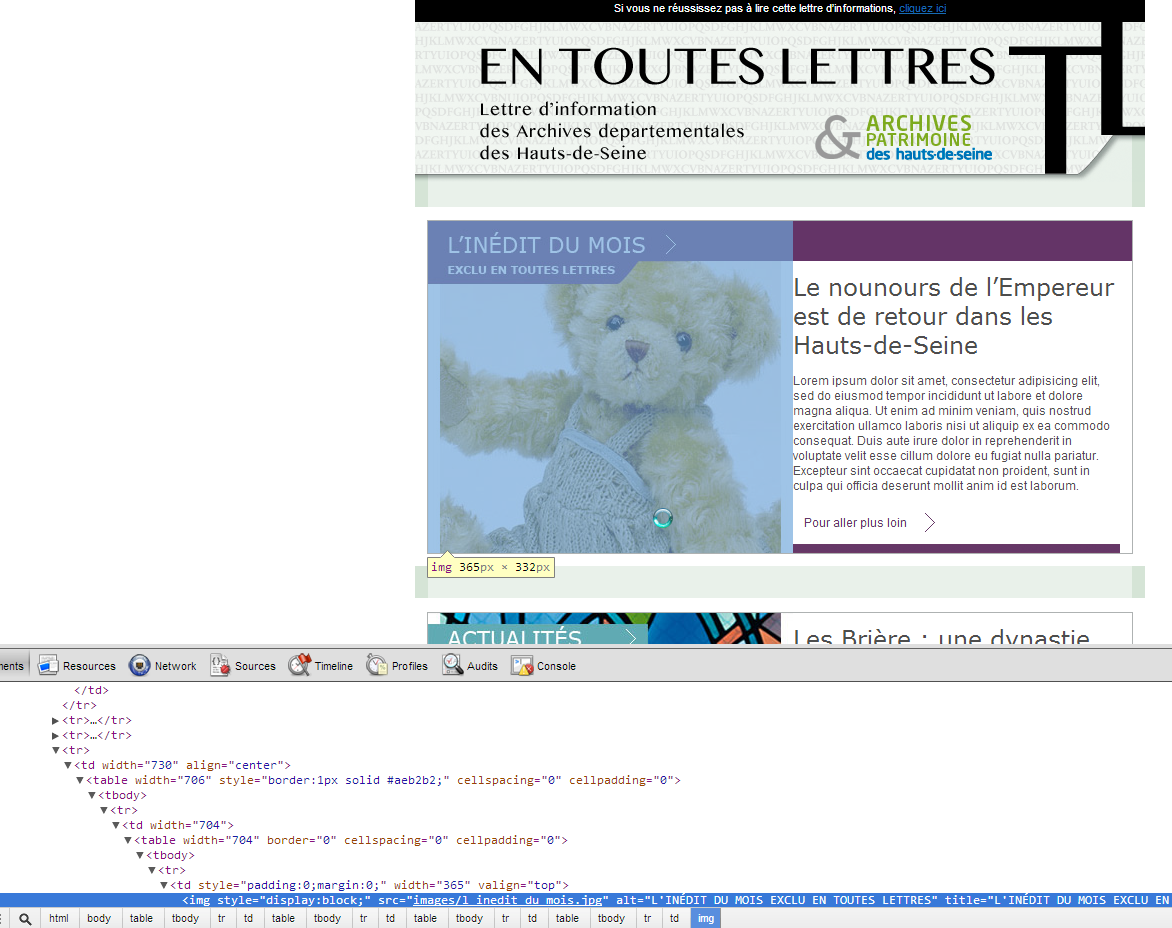 Si vous ne réussissez pas à lire cette lettre d'informations, cliquez ici
EN TOUTES LETTRES
Lettre d'information
des Archives departementales
des Hauts-de-Seine
& ARCHIVES
PATRIMOINE
des hauts-de-seine
L'INÉDIT DU MOIS
EXCLU EN TOUTES LETTRES
Le nounours de l'Empereur
est de retour dans les
Hauts-de-Seine
Lorem ipsum dolor sit amet, consectetur adipisicing elit,
sed do eiusmod tempor incididunt ut labore et dolore
magna aliqua. Ut enim ad minim veniam, quis nostrud
exercitation ullamco laboris nisi ut aliquip ex ea commodo
consequat. Duis aute irure dolor in reprehenderit in
voluptate velit esse cillum dolore eu fugiat nulla pariatur.
Excepteur sint occaecat cupidatat non proident, sunt in
culpa qui officia deserunt mollit anim id est laborum.
Pour aller plus loin
img 365px × 332px
ACTUALITÉS
Les Brière : une dynastie
ments Resources Network Sources Timeline Profiles Audits Console
</td>
</tr>
▶<tr>…</tr>
▶<tr>…</tr>
▼<tr>
▼<td width="730" align="center">
▼<table width="706" style="border:1px solid #aeb2b2;" cellspacing="0" cellpadding="0">
▼<tbody>
▼<tr>
▼<td width="704">
▼<table width="704" border="0" cellspacing="0" cellpadding="0">
▼<tbody>
▼<tr>
▼<td style="padding:0;margin:0;" width="365" valign="top">
<img style="display:block;" src="images/l_inedit_du_mois.jpg" alt="L'INÉDIT DU MOIS EXCLU EN TOUTES LETTRES" title="L'INÉDIT DU MOIS EXCLU EN
html body table tbody tr td table tbody tr td table tbody tr td table tbody tr td img